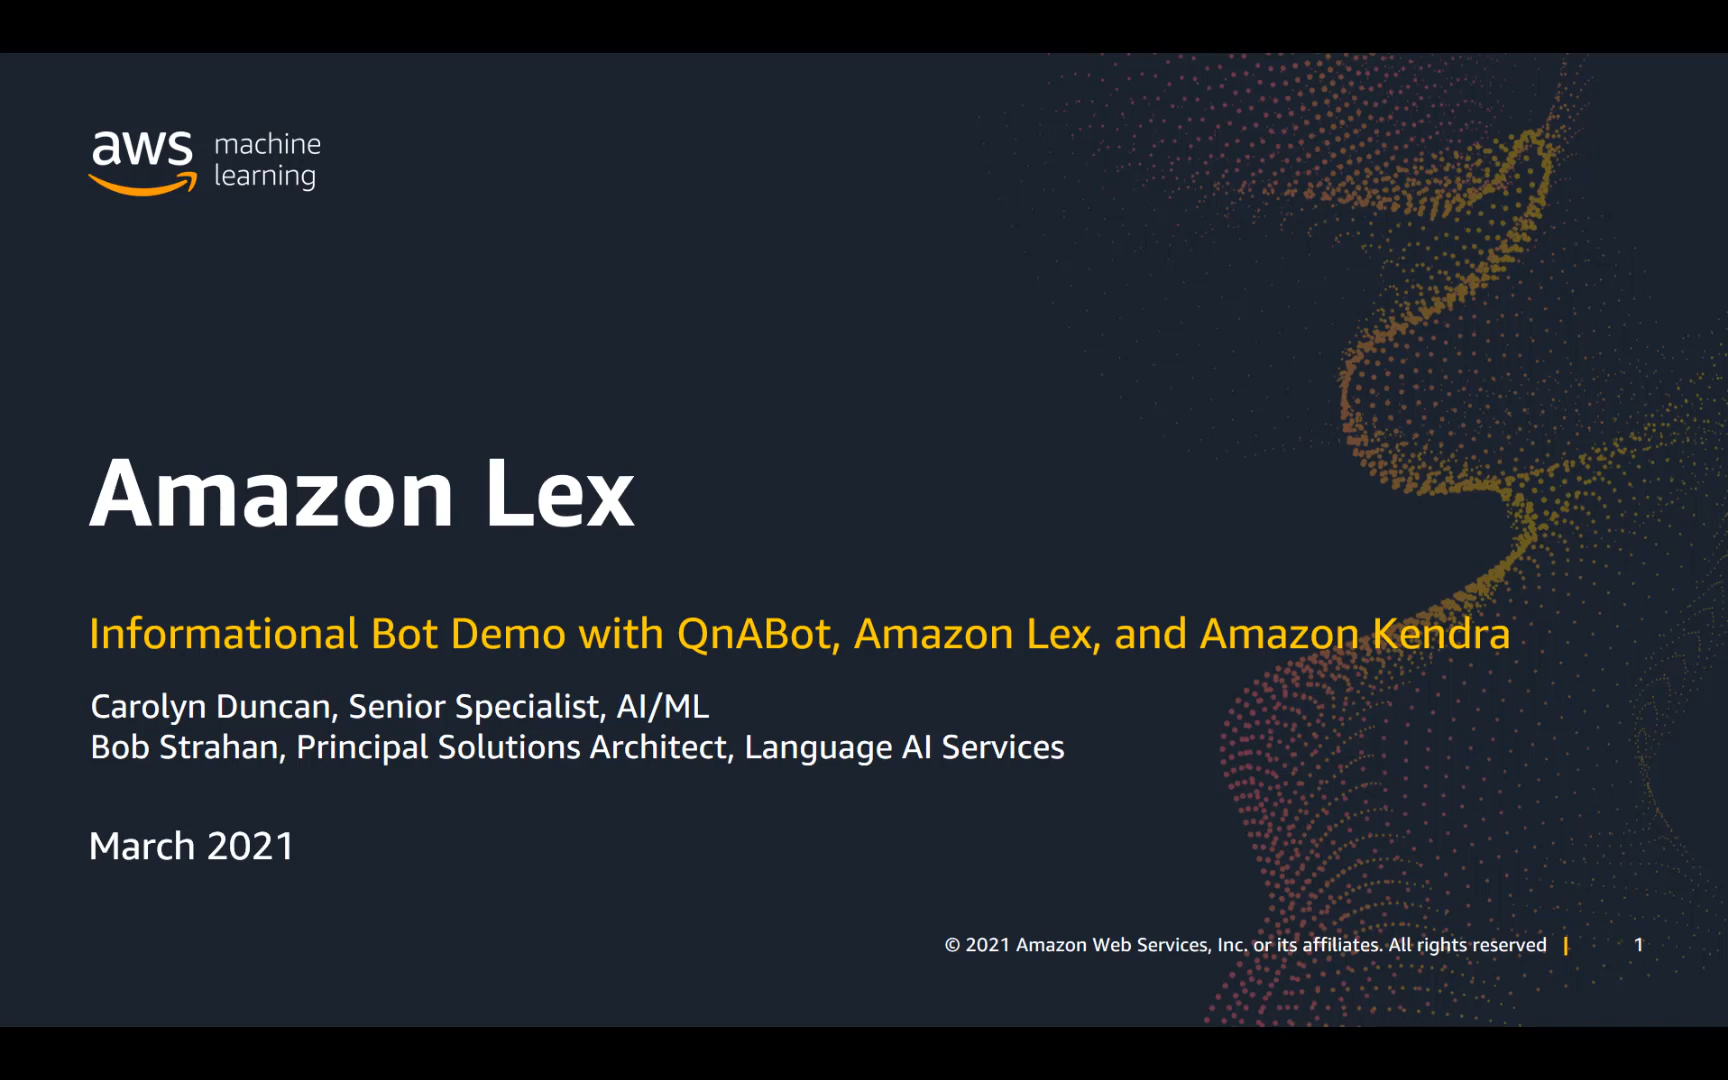 aws machine
learning
Amazon Lex
Informational Bot Demo with QnABot, Amazon Lex, and Amazon Kendra
Carolyn Duncan, Senior Specialist, AI/ML
Bob Strahan, Principal Solutions Architect, Language AI Services
March 2021
© 2021 Amazon Web Services, Inc. or its affiliates. All rights reserved | 1